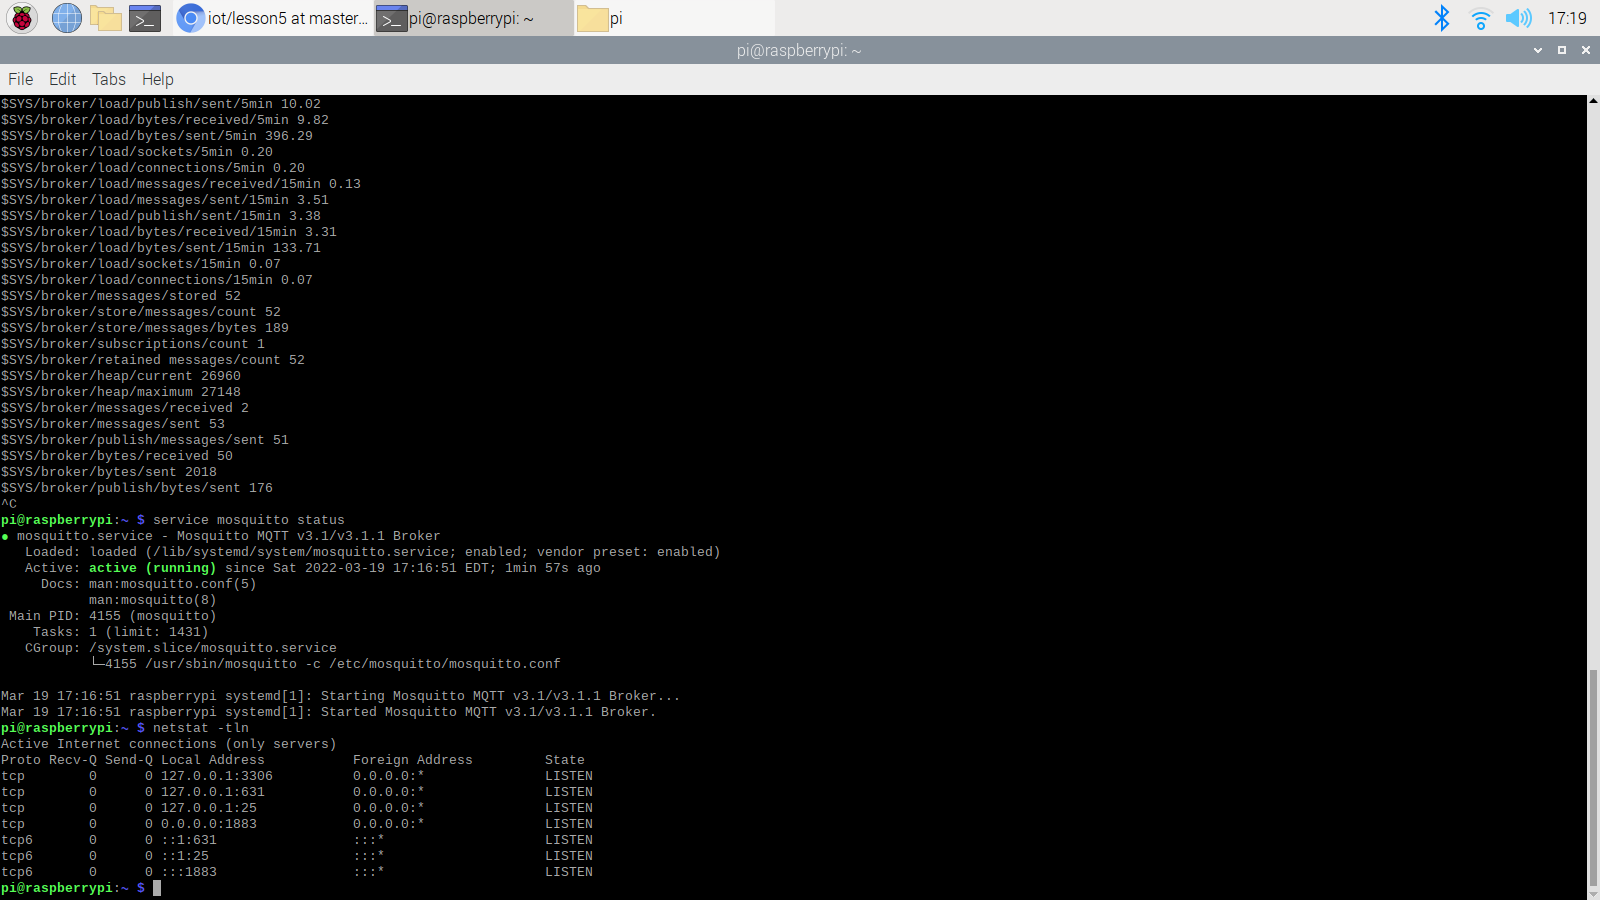 iot/lesson5 at master... pi@raspberrypi: ~ pi 17:19
pi@raspberrypi: ~
File Edit Tabs Help
$SYS/broker/load/publish/sent/5min 10.02
$SYS/broker/load/bytes/received/5min 9.82
$SYS/broker/load/bytes/sent/5min 396.29
$SYS/broker/load/sockets/5min 0.20
$SYS/broker/load/connections/5min 0.20
$SYS/broker/load/messages/received/15min 0.13
$SYS/broker/load/messages/sent/15min 3.51
$SYS/broker/load/publish/sent/15min 3.38
$SYS/broker/load/bytes/received/15min 3.31
$SYS/broker/load/bytes/sent/15min 133.71
$SYS/broker/load/sockets/15min 0.07
$SYS/broker/load/connections/15min 0.07
$SYS/broker/messages/stored 52
$SYS/broker/store/messages/count 52
$SYS/broker/store/messages/bytes 189
$SYS/broker/subscriptions/count 1
$SYS/broker/retained messages/count 52
$SYS/broker/heap/current 26960
$SYS/broker/heap/maximum 27148
$SYS/broker/messages/received 2
$SYS/broker/messages/sent 53
$SYS/broker/publish/messages/sent 51
$SYS/broker/bytes/received 50
$SYS/broker/bytes/sent 2018
$SYS/broker/publish/bytes/sent 176
^C
pi@raspberrypi:~ $ service mosquitto status
● mosquitto.service - Mosquitto MQTT v3.1/v3.1.1 Broker
   Loaded: loaded (/lib/systemd/system/mosquitto.service; enabled; vendor preset: enabled)
   Active: active (running) since Sat 2022-03-19 17:16:51 EDT; 1min 57s ago
     Docs: man:mosquitto.conf(5)
           man:mosquitto(8)
 Main PID: 4155 (mosquitto)
    Tasks: 1 (limit: 1431)
   CGroup: /system.slice/mosquitto.service
           └─4155 /usr/sbin/mosquitto -c /etc/mosquitto/mosquitto.conf
Mar 19 17:16:51 raspberrypi systemd[1]: Starting Mosquitto MQTT v3.1/v3.1.1 Broker...
Mar 19 17:16:51 raspberrypi systemd[1]: Started Mosquitto MQTT v3.1/v3.1.1 Broker.
pi@raspberrypi:~ $ netstat -tln
Active Internet connections (only servers)
Proto Recv-Q Send-Q Local Address           Foreign Address         State
tcp        0      0 127.0.0.1:3306          0.0.0.0:*               LISTEN
tcp        0      0 127.0.0.1:631           0.0.0.0:*               LISTEN
tcp        0      0 127.0.0.1:25            0.0.0.0:*               LISTEN
tcp        0      0 0.0.0.0:1883            0.0.0.0:*               LISTEN
tcp6       0      0 ::1:631                 :::*                    LISTEN
tcp6       0      0 ::1:25                  :::*                    LISTEN
tcp6       0      0 :::1883                 :::*                    LISTEN
pi@raspberrypi:~ $